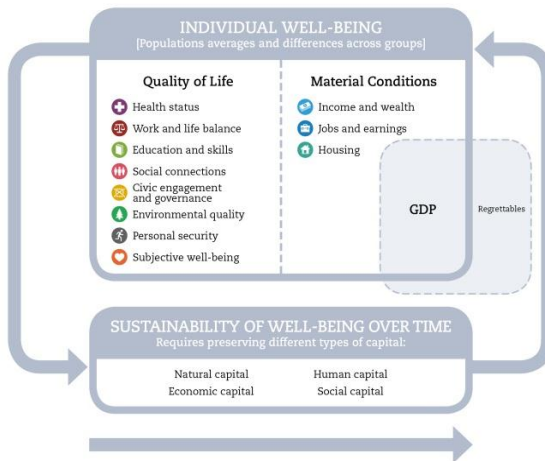 INDIVIDUAL WELL-BEING
[Populations averages and differences across groups]
Quality of Life
Health status
Work and life balance
Education and skills
Social connections
Civic engagement
and governance
Environmental quality
Personal security
Subjective well-being
Material Conditions
Income and wealth
Jobs and earnings
Housing
GDP
Regrettables
SUSTAINABILITY OF WELL-BEING OVER TIME
Requires preserving different types of capital:
Natural capital
Human capital
Economic capital
Social capital